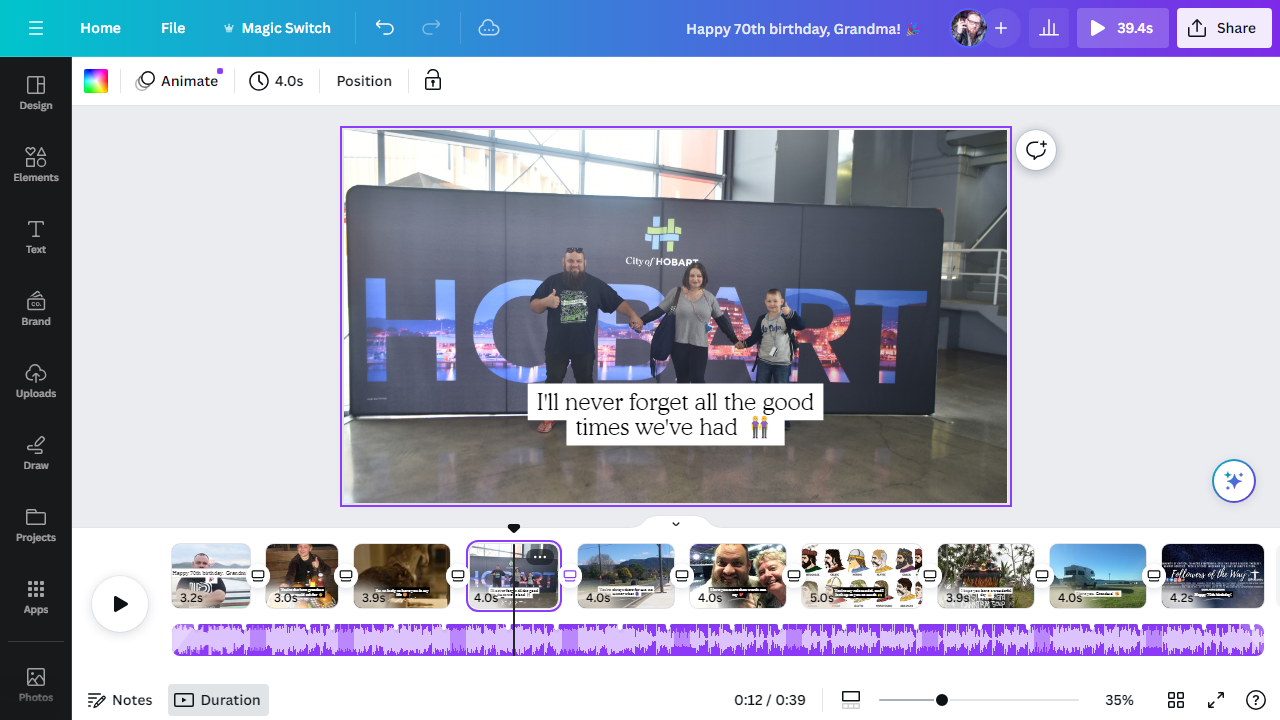 Home
File
Magic Switch
Happy 70th birthday, Grandma! 🎉
39.4s
Share
Design
Elements
Text
Brand
Uploads
Draw
Projects
Apps
Photos
CO.
Animate
4.0s
Position
City of HOBART
HOBART
I'll never forget all the good
times we've had 👭
3.2s
3.0s
3.9s
4.0s
4.0s
4.0s
5.0s
3.9s
4.0s
4.2s
Followers of the Way
Notes
Duration
0:12 / 0:39
35%